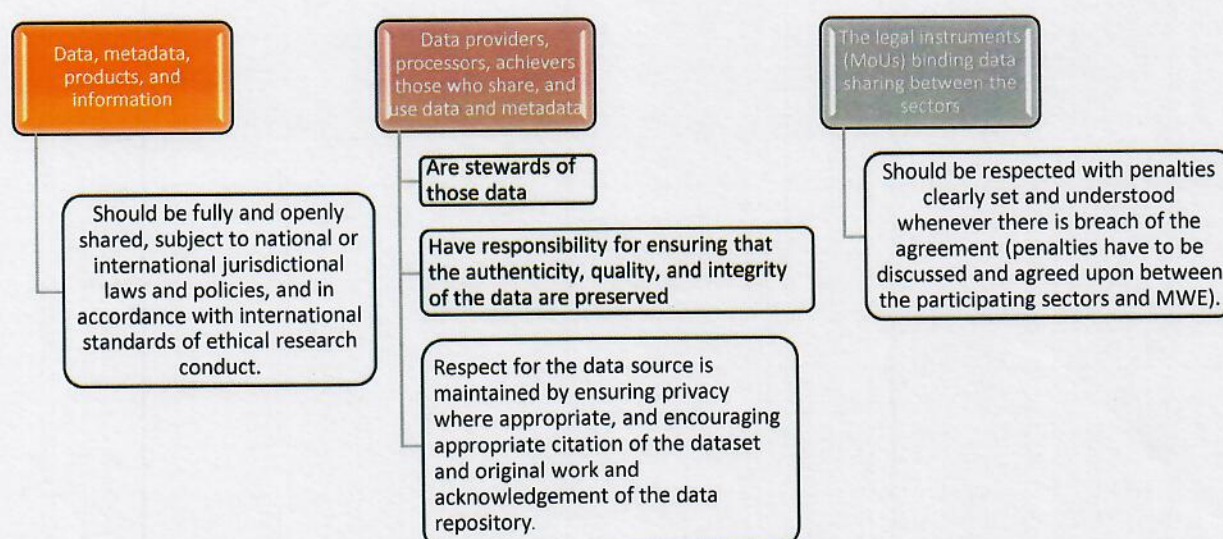 Data, metadata,
products, and
information
Should be fully and openly
shared, subject to national or
international jurisdictional
laws and policies, and in
accordance with international
standards of ethical research
conduct.
Data providers,
processors, achievers
those who share, and
use data and metadata
Are stewards of
those data
Have responsibility for ensuring that
the authenticity, quality, and integrity
of the data are preserved
Respect for the data source is
maintained by ensuring privacy
where appropriate, and encouraging
appropriate citation of the dataset
and original work and
acknowledgement of the data
repository.
The legal instruments
(MoUs) binding data
sharing between the
sectors
Should be respected with penalties
clearly set and understood
whenever there is breach of the
agreement (penalties have to be
discussed and agreed upon between
the participating sectors and MWE).